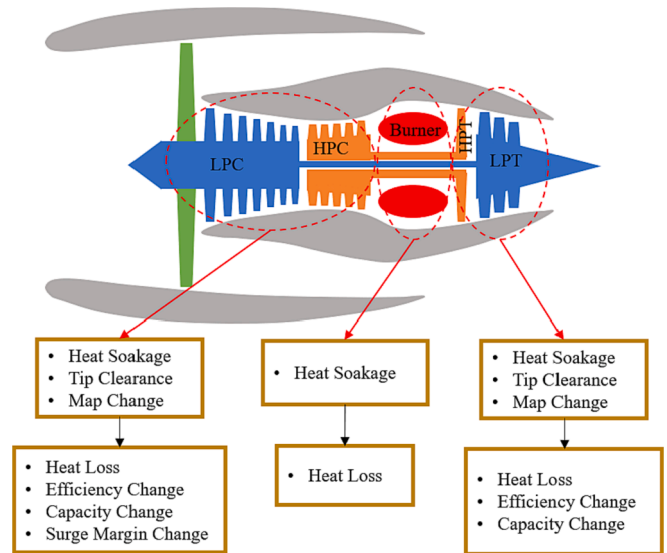 Burner
HPT
HPC
LPC
LPT
• Heat Soakage
• Tip Clearance
• Map Change
• Heat Soakage
• Heat Soakage
• Tip Clearance
• Map Change
• Heat Loss
• Efficiency Change
• Capacity Change
• Surge Margin Change
• Heat Loss
• Heat Loss
• Efficiency Change
• Capacity Change